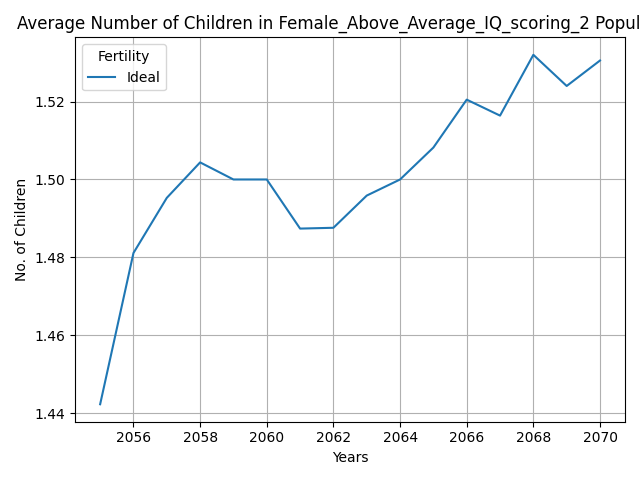 Average Number of Children in Female_Above_Average_IQ_scoring_2 Popul
Fertility
Ideal
1.52
1.50
1.48
1.46
1.44
No. of Children
2056 2058 2060 2062 2064 2066 2068 2070
Years